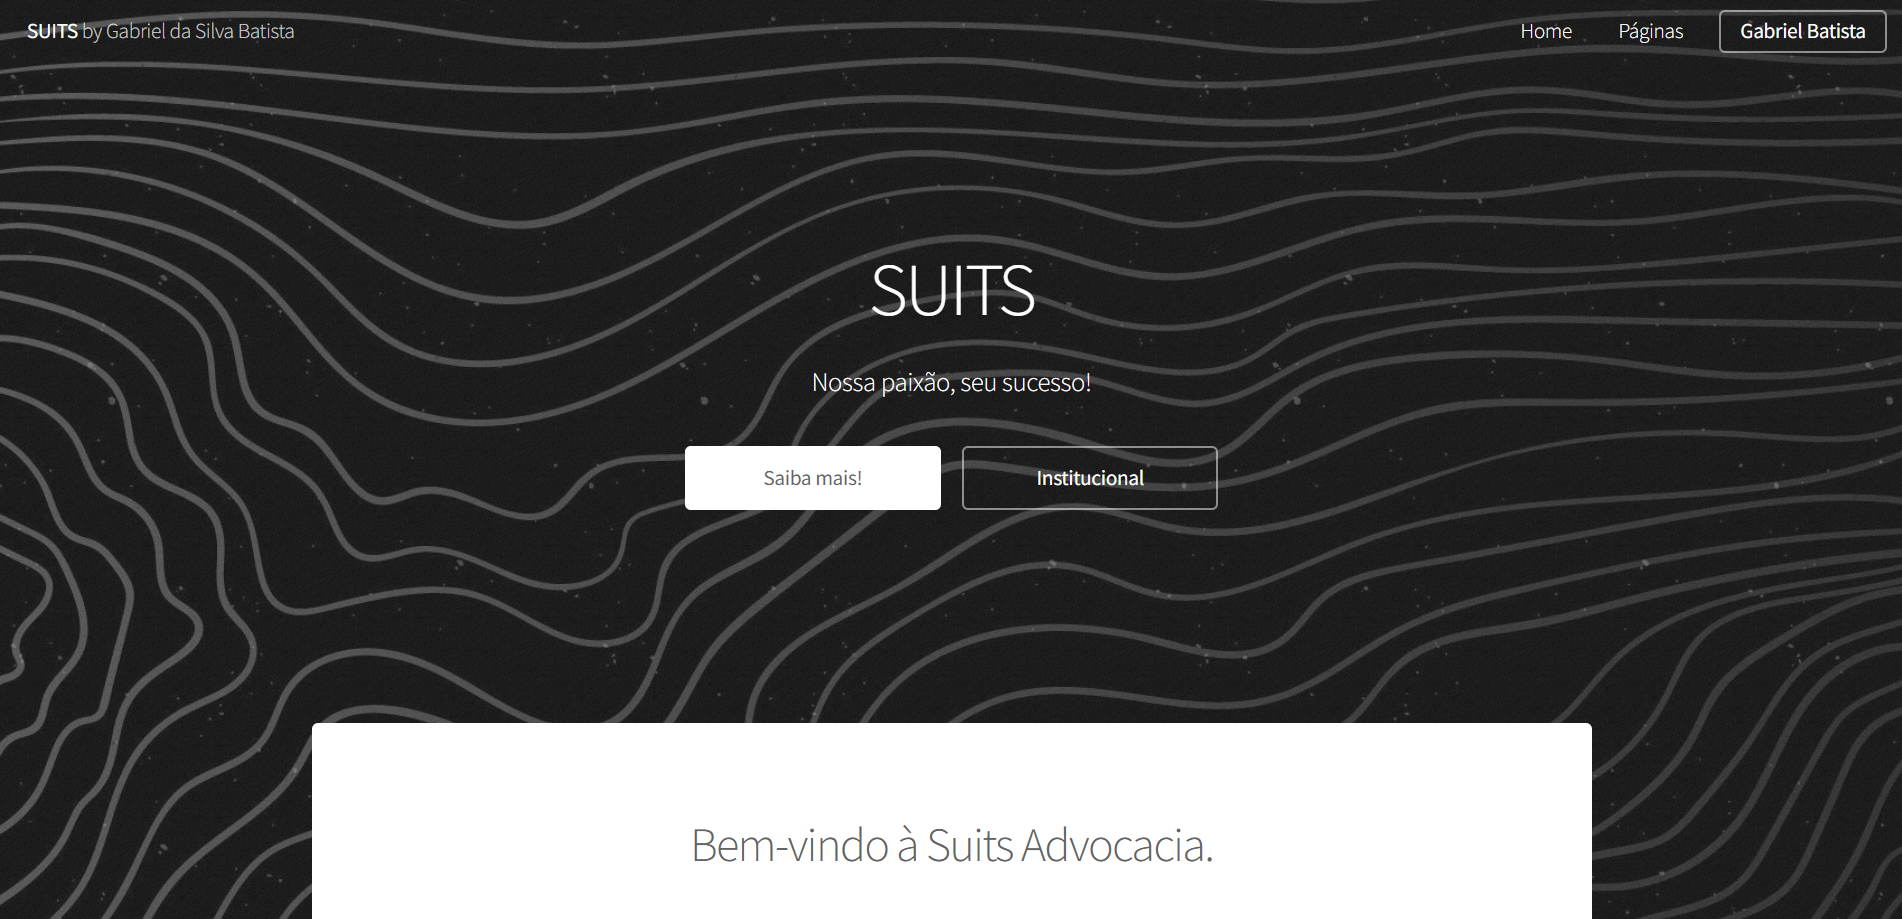 SUITS by Gabriel da Silva Batista
Home
Páginas
Gabriel Batista
SUITS
Nossa paixão, seu sucesso!
Saiba mais!
Institucional
Bem-vindo à Suits Advocacia.